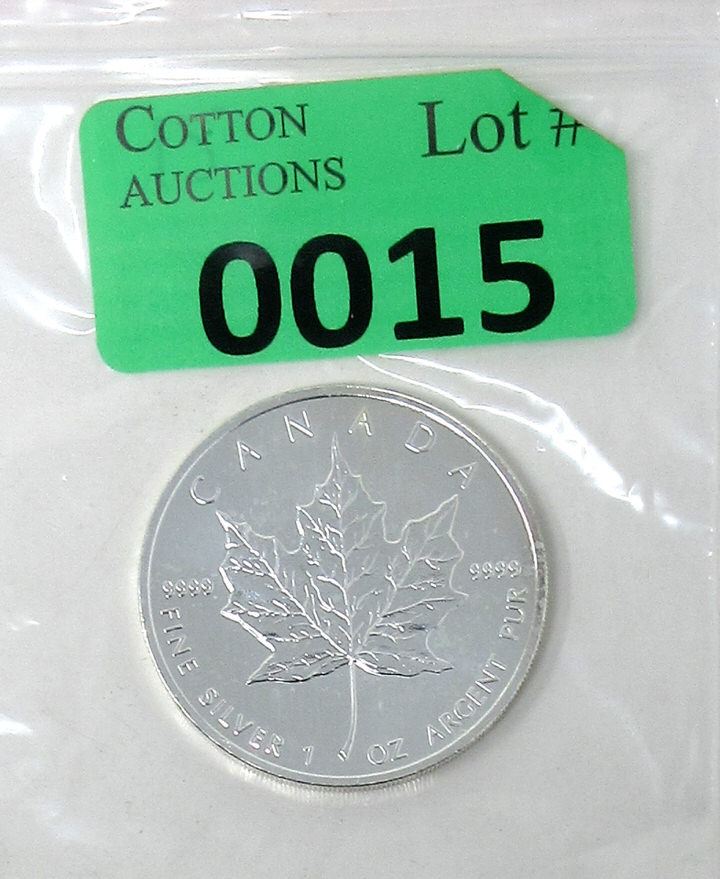 COTTON
AUCTIONS
Lot #
0015
CANADA
9999
9999
FINE SILVER 1 OZ ARGENT PUR